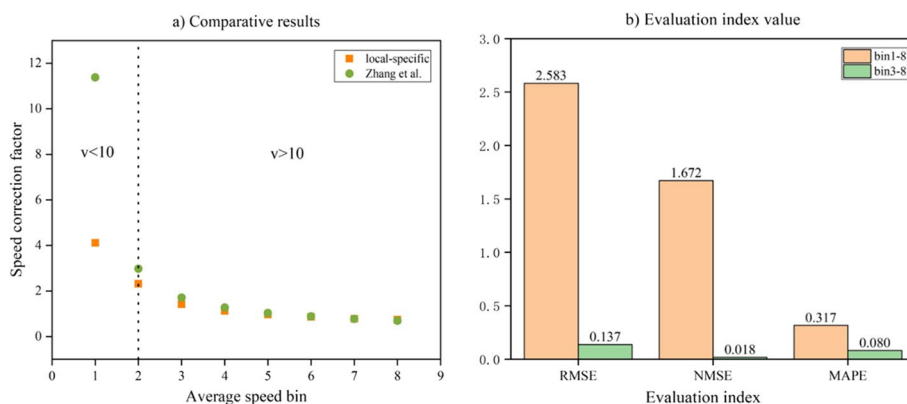 a) Comparative results
local-specific
Zhang et al.
12
10
8
6
4
2
0
v<10
v>10
Speed correction factor
0 1 2 3 4 5 6 7 8 9
Average speed bin
b) Evaluation index value
bin1-8
bin3-8
3.0
2.5
2.0
1.5
1.0
0.5
0.0
2.583
0.137
1.672
0.018
0.317
0.080
RMSE NMSE MAPE
Evaluation index